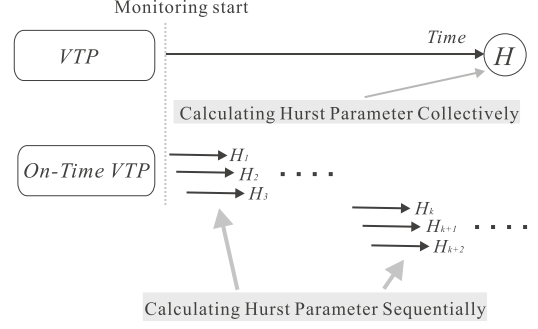 Monitoring start
VTP
Time
H
Calculating Hurst Parameter Collectively
On-Time VTP
H1
H2
H3
Hk
Hk+1
Hk+2
Calculating Hurst Parameter Sequentially